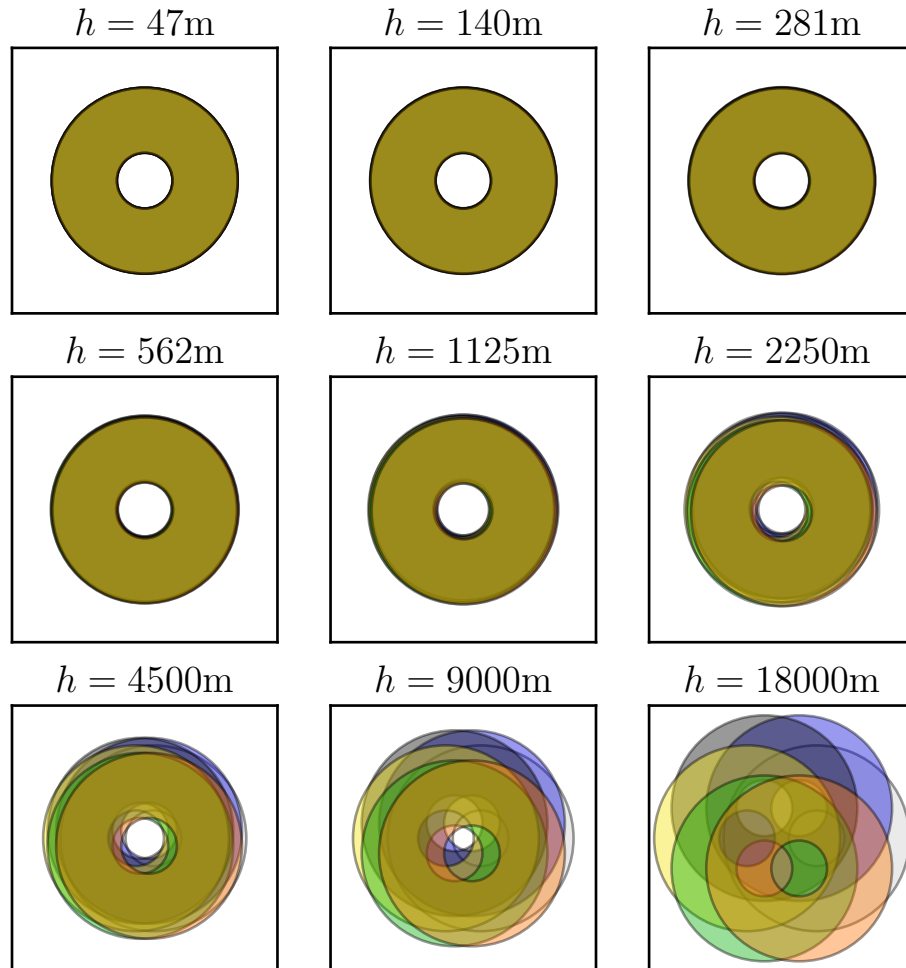 h = 47m
h = 140m
h = 281m
h = 562m
h = 1125m
h = 2250m
h = 4500m
h = 9000m
h = 18000m